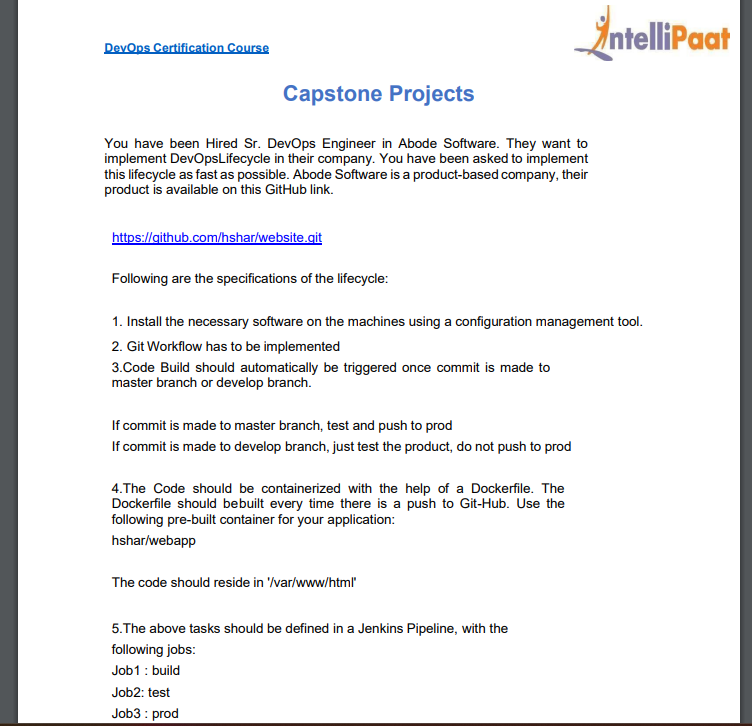 DevOps Certification Course
IntelliPaat
Capstone Projects
You have been Hired Sr. DevOps Engineer in Abode Software. They want to
implement DevOpsLifecycle in their company. You have been asked to implement
this lifecycle as fast as possible. Abode Software is a product-based company, their
product is available on this GitHub link.
https://github.com/hshar/website.git
Following are the specifications of the lifecycle:
1. Install the necessary software on the machines using a configuration management tool.
2. Git Workflow has to be implemented
3.Code Build should automatically be triggered once commit is made to
master branch or develop branch.
If commit is made to master branch, test and push to prod
If commit is made to develop branch, just test the product, do not push to prod
4.The Code should be containerized with the help of a Dockerfile. The
Dockerfile should bebuilt every time there is a push to Git-Hub. Use the
following pre-built container for your application:
hshar/webapp
The code should reside in '/var/www/html'
5.The above tasks should be defined in a Jenkins Pipeline, with the
following jobs:
Job1 : build
Job2: test
Job3 : prod